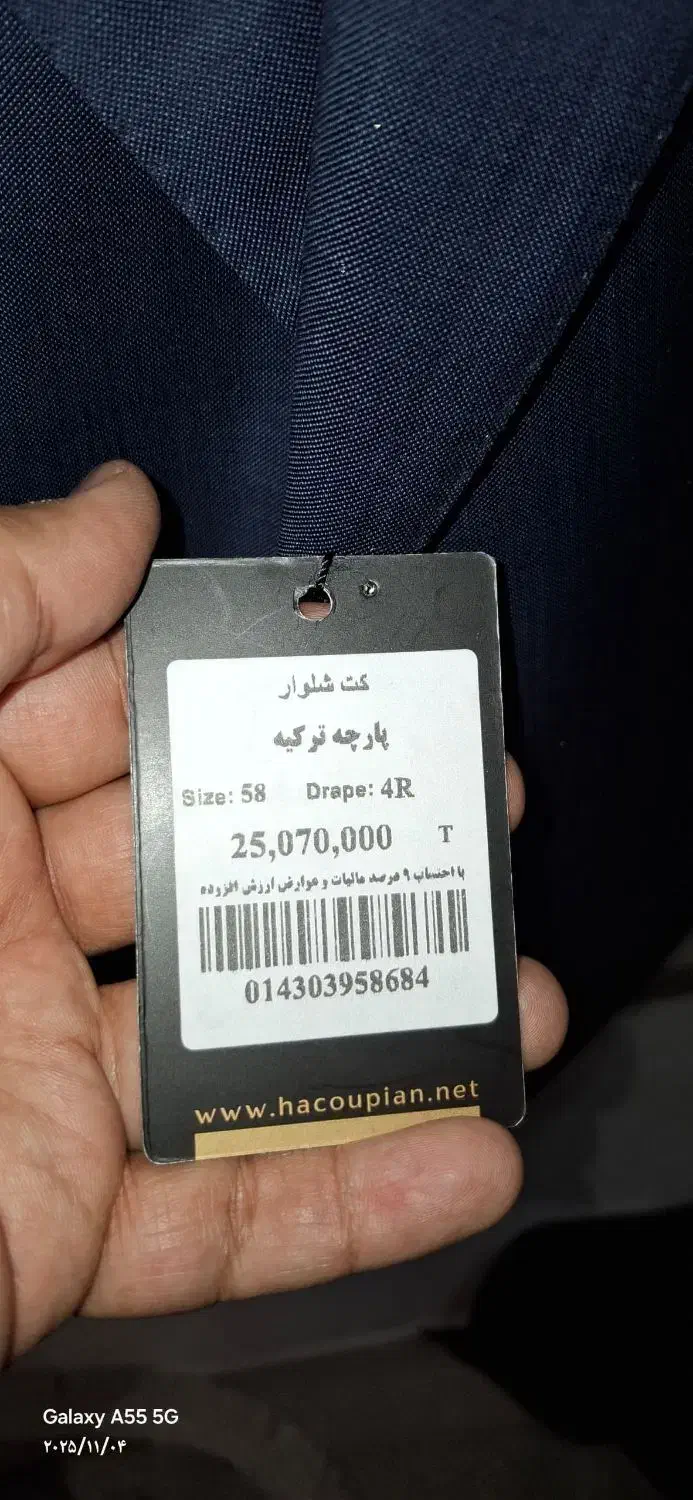 کت شلوار
پارچه ترکیه
Size: 58 Drape: 4R
25,070,000 T
با احتساب ۹ درصد مالیات و عوارض ارزش افزوده
014303958684
www.hacoupian.net
Galaxy A55 5G
۲۰۲۵/۱۱/۰۴